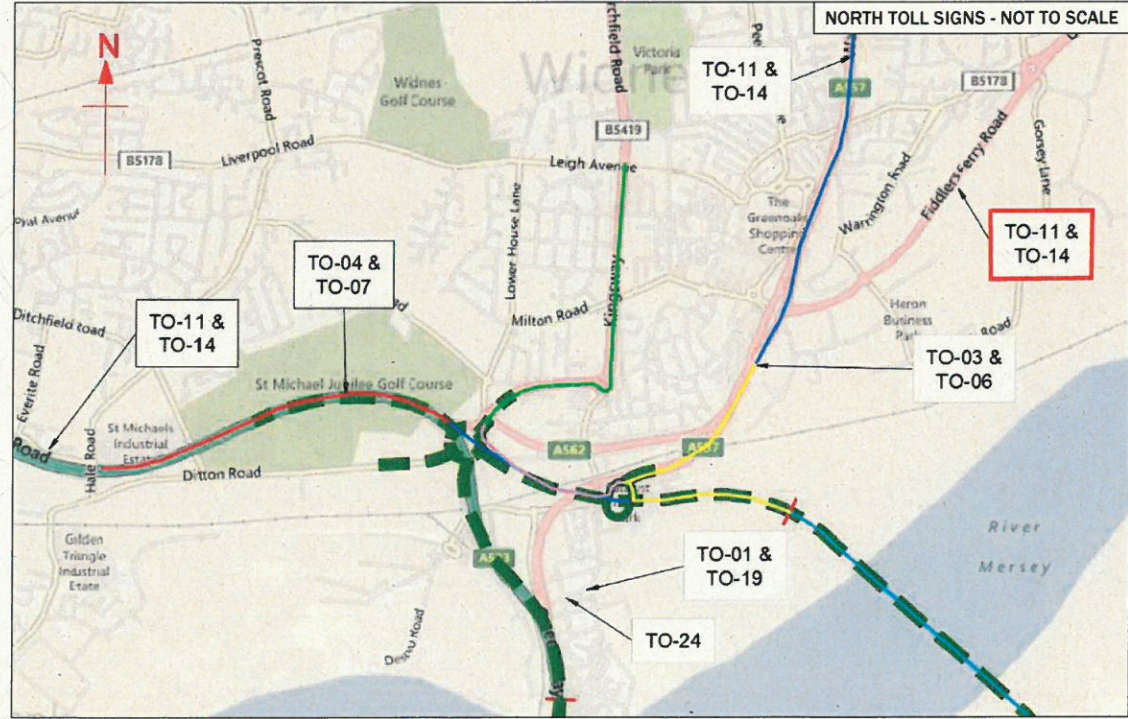 NORTH TOLL SIGNS - NOT TO SCALE
N
Prescot Road
Widnes
Golf Course
Victoria
Park
TO-11 &
TO-14
A557
B5178
B5419
B5178
Liverpool Road
Leigh Avenue
Gorsey Lane
Fiddlers Ferry Road
Warrington Road
The
Greenoaks
Shopping
Centre
TO-11 &
TO-14
Lower House Lane
Kingsway
TO-04 &
TO-07
Milton Road
Heron
Business
Park
Road
Ditchfield Road
TO-11 &
TO-14
Everite Road
TO-03 &
TO-06
St Michael Jubilee Golf Course
St Michaels
Industrial
Estate
Road
Hale Road
Ditton Road
A562
A557
River
Mersey
Gilden
Triangle
Industrial
Estate
A533
TO-01 &
TO-19
TO-24